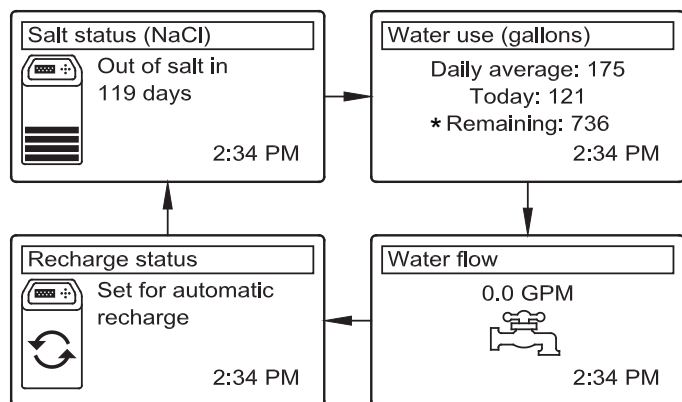 Salt status (NaCl)
Out of salt in
119 days
2:34 PM
Water use (gallons)
Daily average: 175
Today: 121
* Remaining: 736
2:34 PM
Recharge status
Set for automatic
recharge
2:34 PM
Water flow
0.0 GPM
2:34 PM